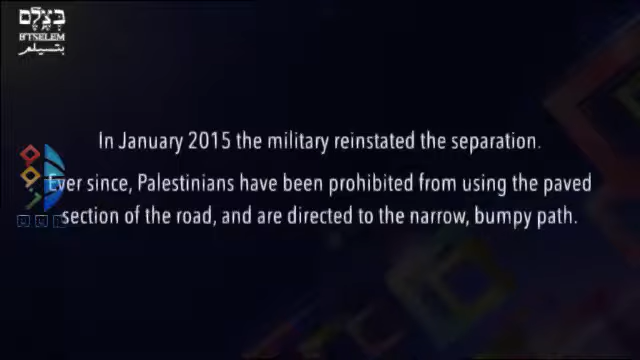 בצלם
B'TSELEM
بتسيلم
In January 2015 the military reinstated the separation.
Ever since, Palestinians have been prohibited from using the paved
section of the road, and are directed to the narrow, bumpy path.